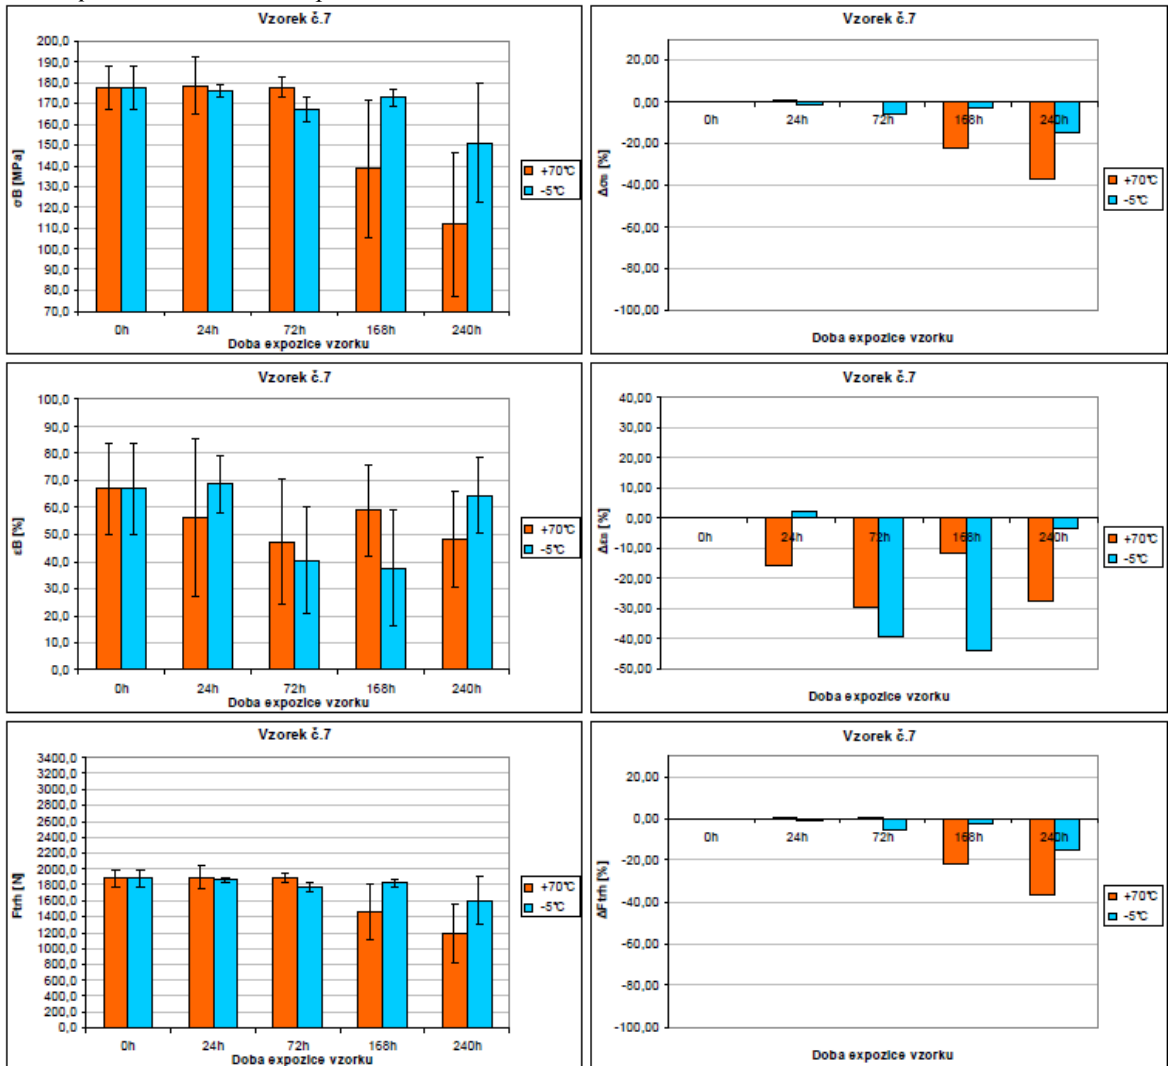 Vzorek č.7
200,0
190,0
180,0
170,0
160,0
150,0
140,0
130,0
120,0
110,0
100,0
90,0
80,0
70,0
σB [MPa]
0h 24h 72h 168h 240h
Doba expozice vzorku
+70°C
-5°C
Vzorek č.7
20,00
0,00
-20,00
-40,00
-60,00
-80,00
-100,00
Δσв [%]
0h 24h 72h 168h 240h
Doba expozice vzorku
+70°C
-5°C
Vzorek č.7
100,0
90,0
80,0
70,0
60,0
50,0
40,0
30,0
20,0
10,0
0,0
εB [%]
0h 24h 72h 168h 240h
Doba expozice vzorku
+70°C
-5°C
Vzorek č.7
40,00
30,00
20,00
10,00
0,00
-10,00
-20,00
-30,00
-40,00
-50,00
Δεв [%]
0h 24h 72h 168h 240h
Doba expozice vzorku
+70°C
-5°C
Vzorek č.7
3400,0
3200,0
3000,0
2800,0
2600,0
2400,0
2200,0
2000,0
1800,0
1600,0
1400,0
1200,0
1000,0
800,0
600,0
400,0
200,0
0,0
Ftrh [N]
0h 24h 72h 168h 240h
Doba expozice vzorku
+70°C
-5°C
Vzorek č.7
20,00
0,00
-20,00
-40,00
-60,00
-80,00
-100,00
ΔFtrh [%]
0h 24h 72h 168h 240h
Doba expozice vzorku
+70°C
-5°C